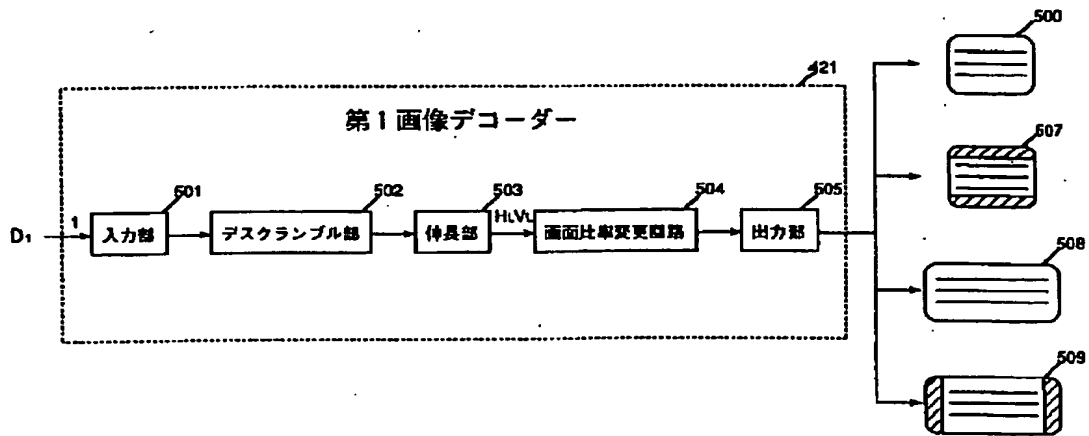 500
421
第1画像デコーダー
507
501
502
503
504
505
D1
1
入力部
デスクランブル部
伸長部
HLVL
画面比率変更回路
出力部
508
509